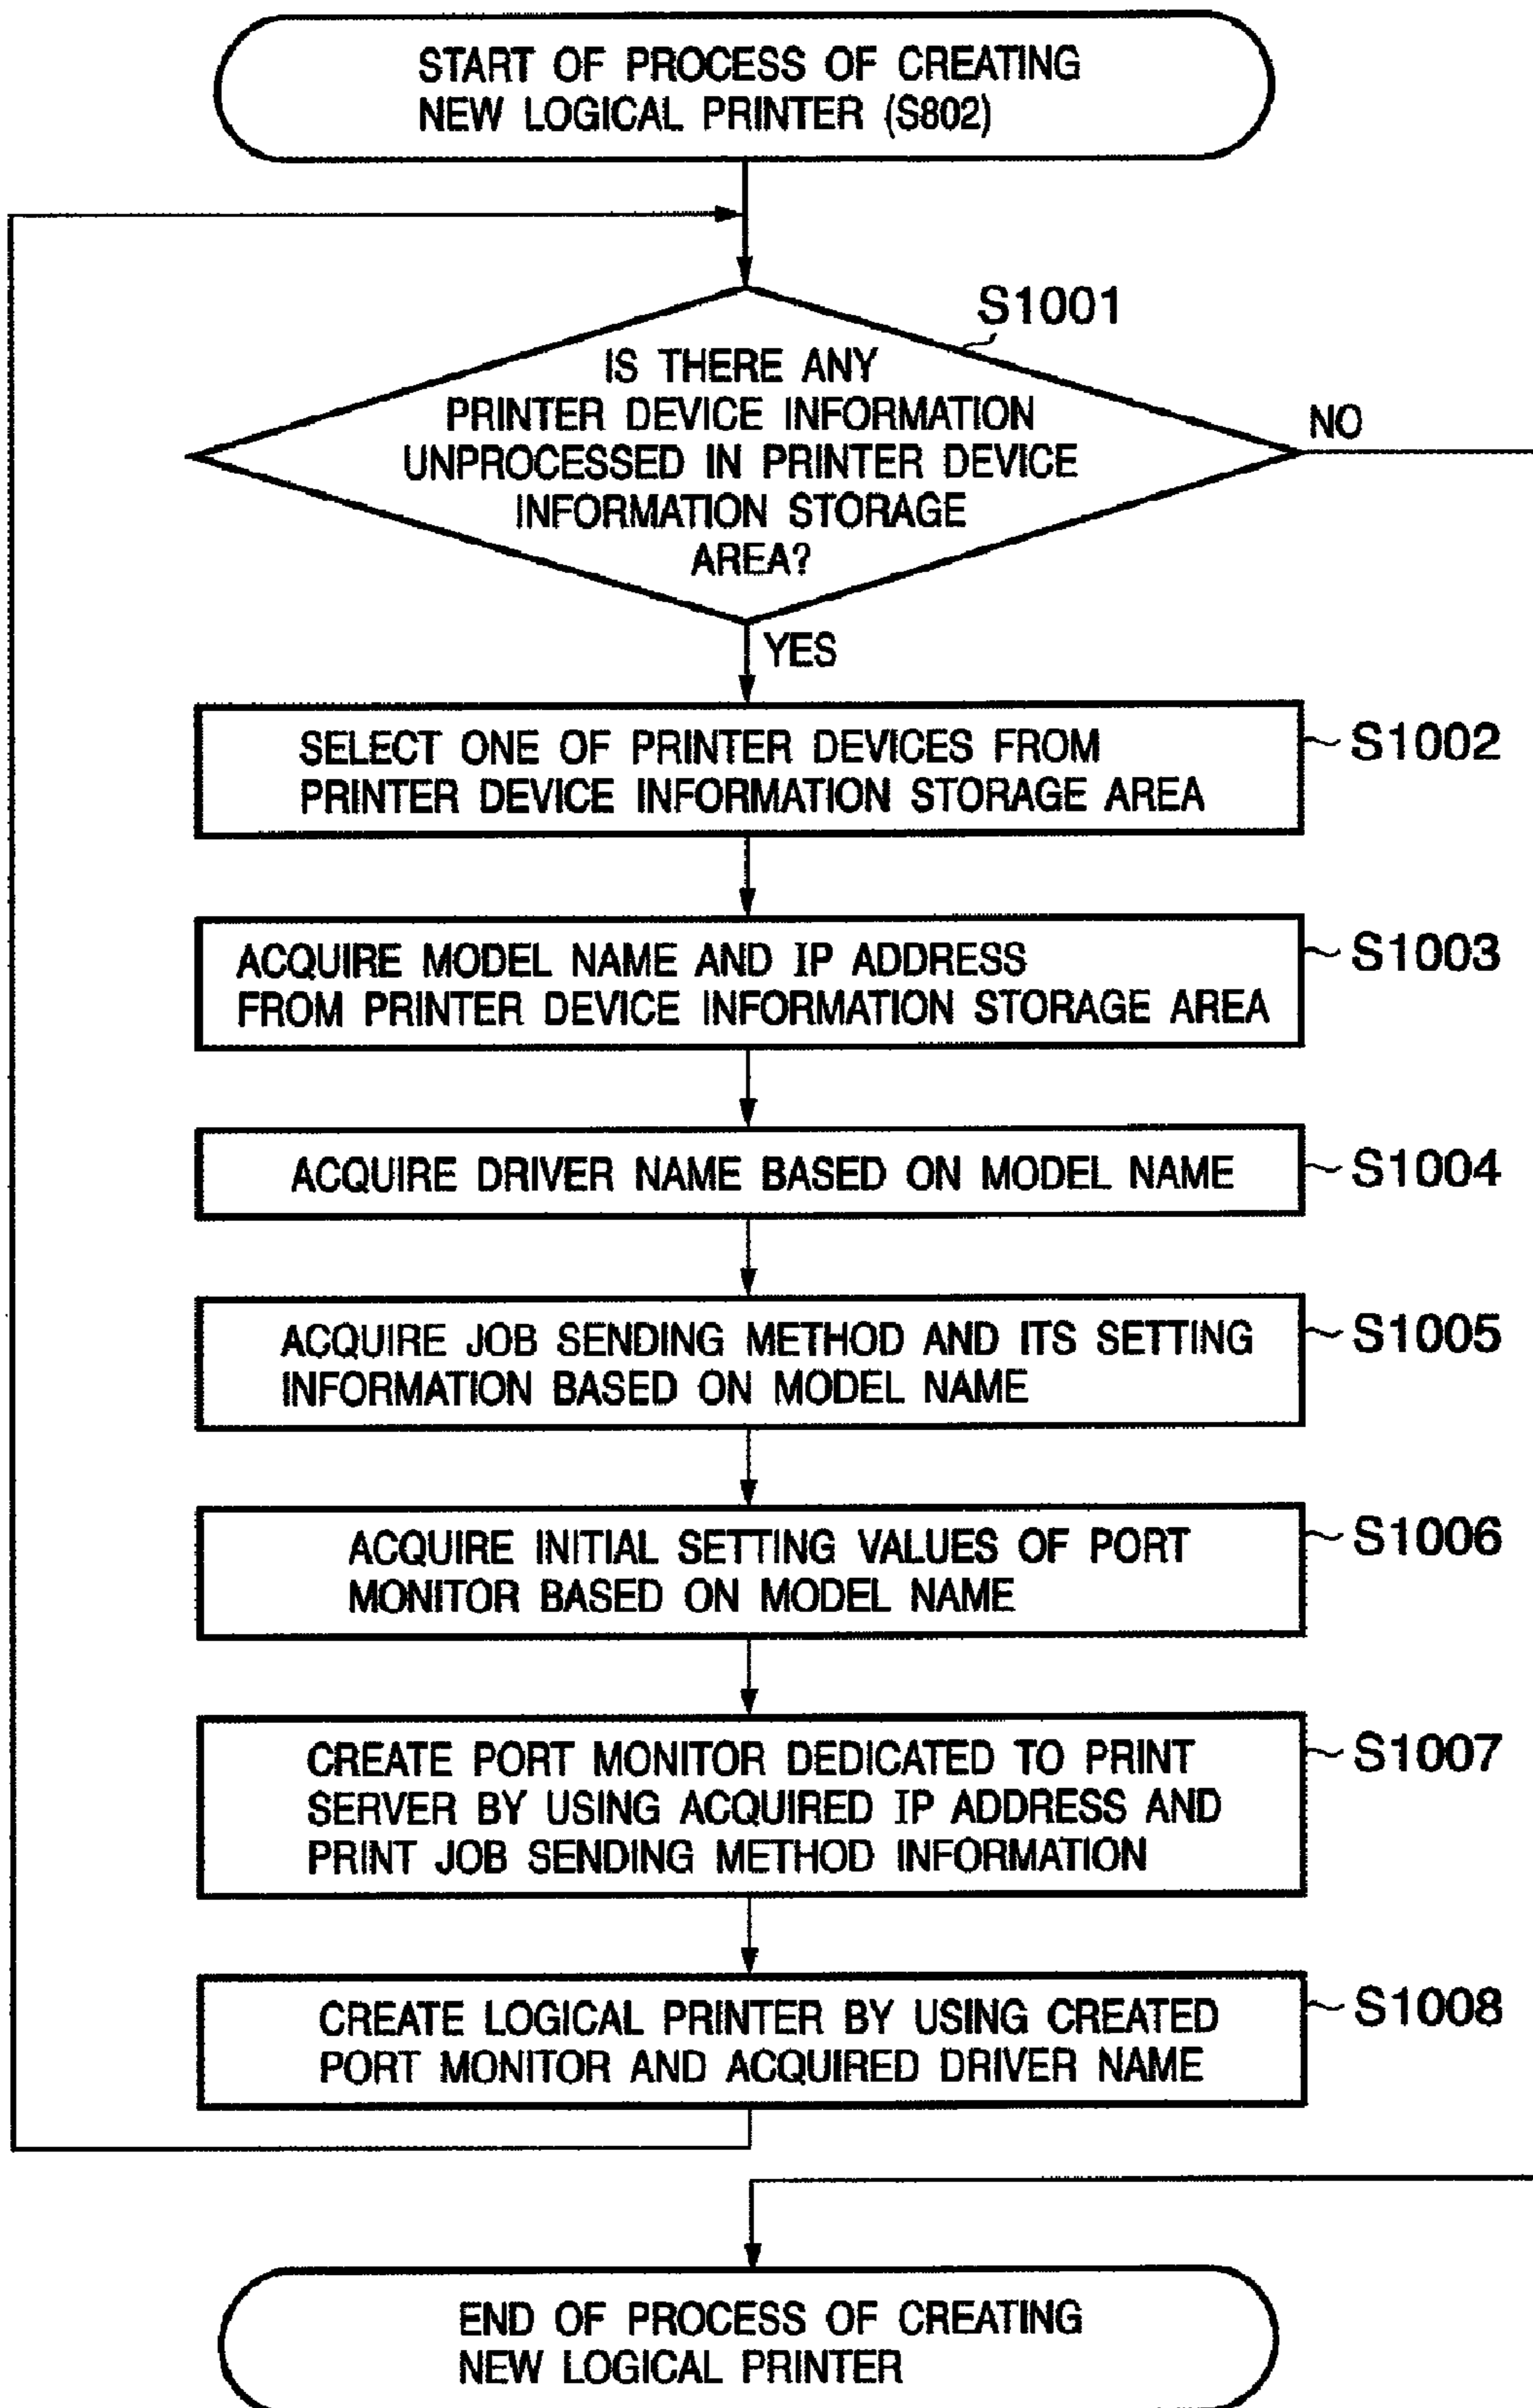 START OF PROCESS OF CREATING
NEW LOGICAL PRINTER (S802)
S1001
IS THERE ANY
PRINTER DEVICE INFORMATION
UNPROCESSED IN PRINTER DEVICE
INFORMATION STORAGE
AREA?
NO
YES
SELECT ONE OF PRINTER DEVICES FROM
PRINTER DEVICE INFORMATION STORAGE AREA
S1002
ACQUIRE MODEL NAME AND IP ADDRESS
FROM PRINTER DEVICE INFORMATION STORAGE AREA
S1003
ACQUIRE DRIVER NAME BASED ON MODEL NAME
S1004
ACQUIRE JOB SENDING METHOD AND ITS SETTING
INFORMATION BASED ON MODEL NAME
S1005
ACQUIRE INITIAL SETTING VALUES OF PORT
MONITOR BASED ON MODEL NAME
S1006
CREATE PORT MONITOR DEDICATED TO PRINT
SERVER BY USING ACQUIRED IP ADDRESS AND
PRINT JOB SENDING METHOD INFORMATION
S1007
CREATE LOGICAL PRINTER BY USING CREATED
PORT MONITOR AND ACQUIRED DRIVER NAME
S1008
END OF PROCESS OF CREATING
NEW LOGICAL PRINTER